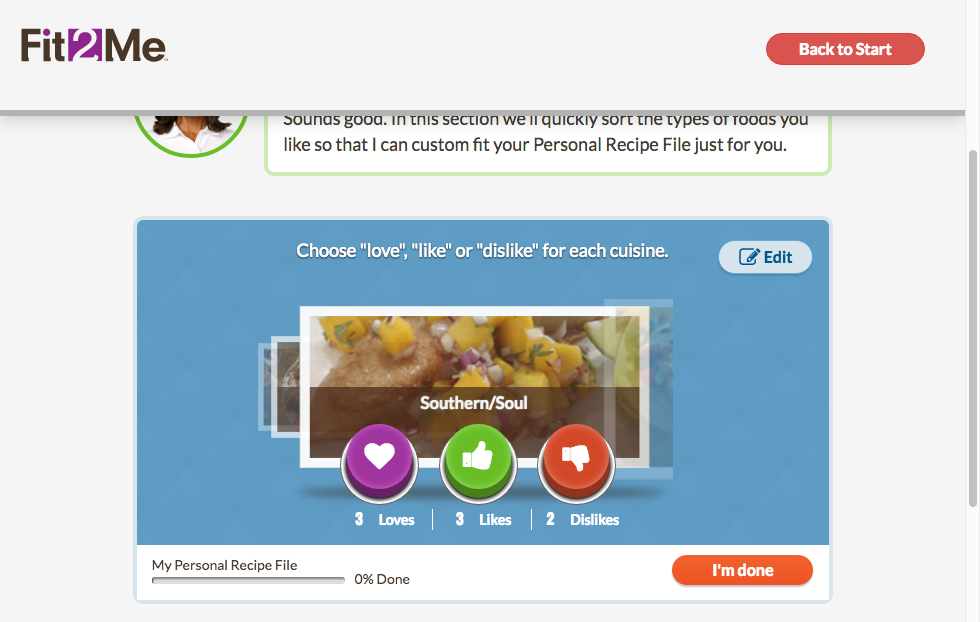 Fit2Me
Back to Start
Sounds good. In this section we'll quickly sort the types of foods you
like so that I can custom fit your Personal Recipe File just for you.
Choose "love", "like" or "dislike" for each cuisine.
Edit
Southern/Soul
3 Loves
3 Likes
2 Dislikes
My Personal Recipe File
0% Done
I'm done